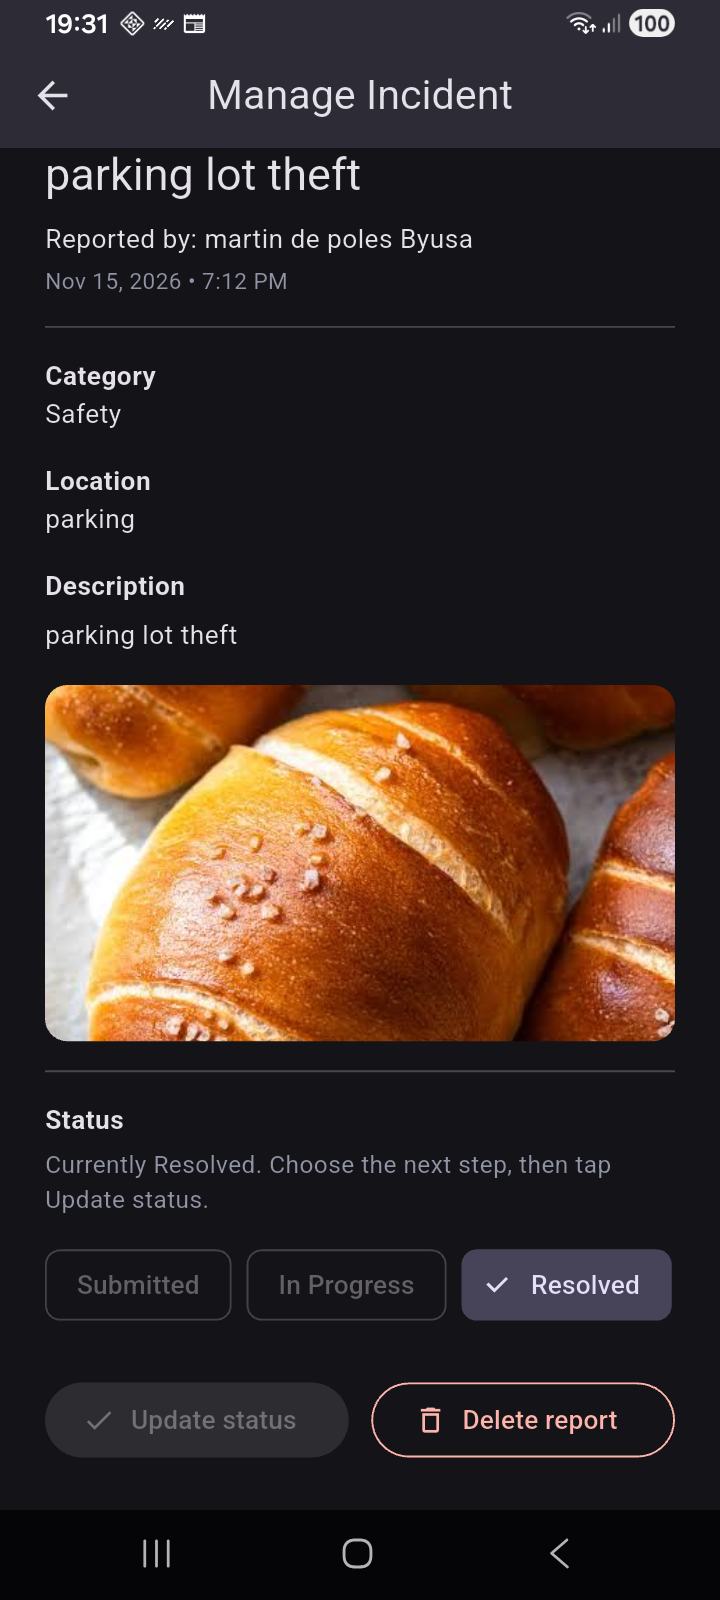 19:31
100
Manage Incident
parking lot theft
Reported by: martin de poles Byusa
Nov 15, 2026 • 7:12 PM
Category
Safety
Location
parking
Description
parking lot theft
Status
Currently Resolved. Choose the next step, then tap
Update status.
Submitted
In Progress
Resolved
Update status
Delete report